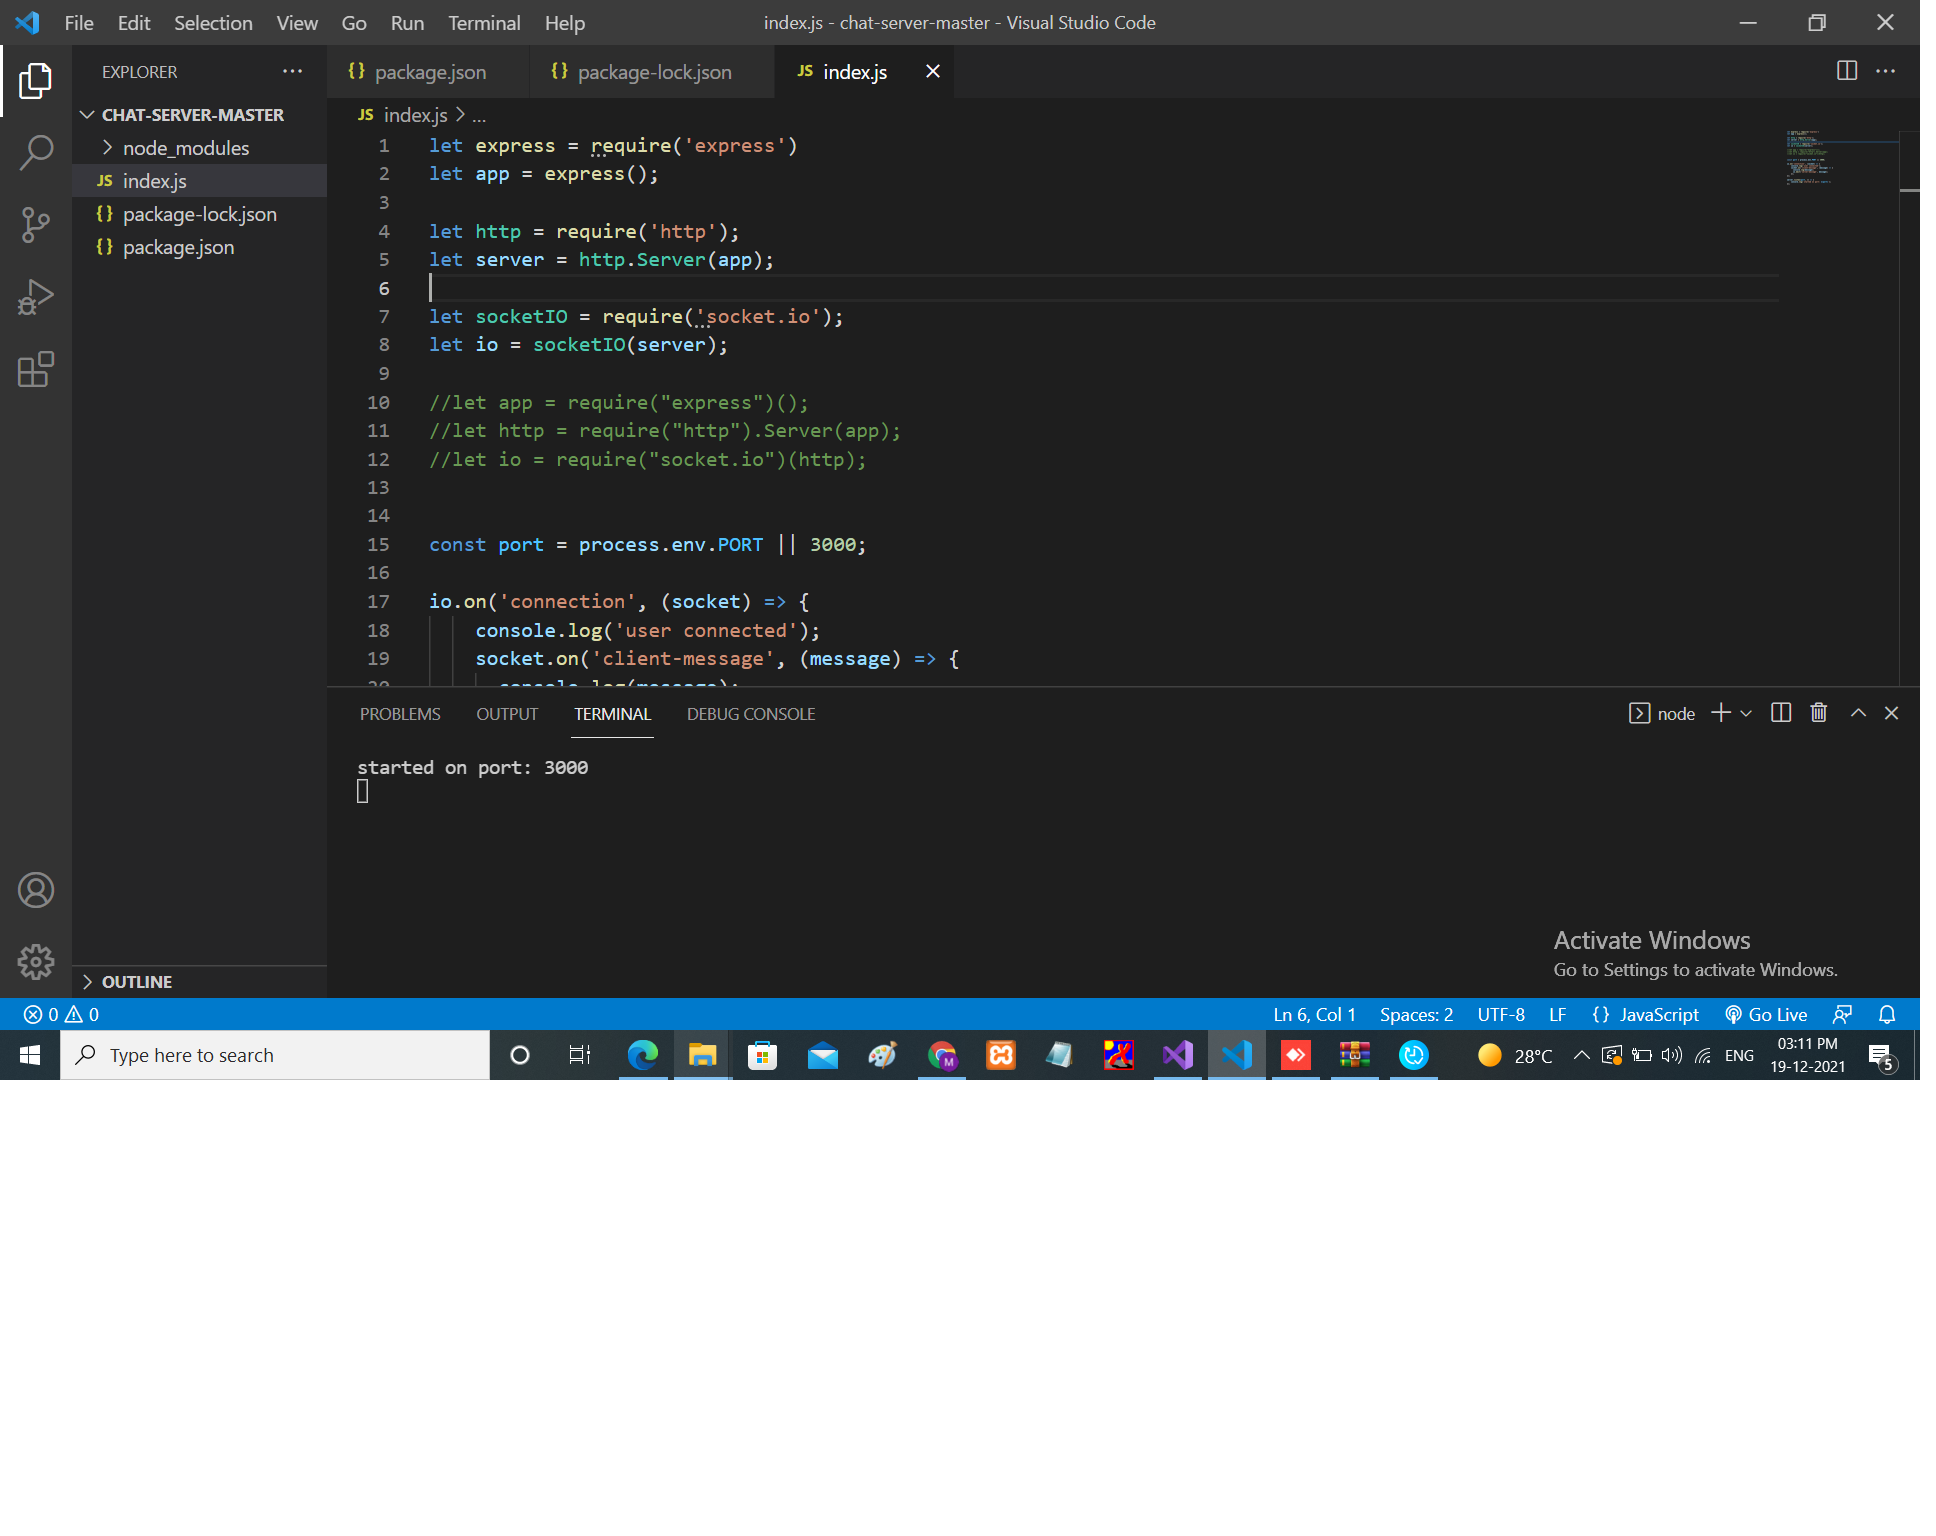 File Edit Selection View Go Run Terminal Help
index.js - chat-server-master - Visual Studio Code
EXPLORER
CHAT-SERVER-MASTER
node_modules
JS index.js
{} package-lock.json
{} package.json
OUTLINE
{} package.json
{} package-lock.json
JS index.js
JS index.js > ...
1 let express = require('express')
2 let app = express();
3
4 let http = require('http');
5 let server = http.Server(app);
6
7 let socketIO = require('socket.io');
8 let io = socketIO(server);
9
10 //let app = require("express")();
11 //let http = require("http").Server(app);
12 //let io = require("socket.io")(http);
13
14
15 const port = process.env.PORT || 3000;
16
17 io.on('connection', (socket) => {
18 console.log('user connected');
19 socket.on('client-message', (message) => {
20 console.log(message);
PROBLEMS OUTPUT TERMINAL DEBUG CONSOLE
node
started on port: 3000
Activate Windows
Go to Settings to activate Windows.
0 0
Ln 6, Col 1 Spaces: 2 UTF-8 LF {} JavaScript Go Live
Type here to search
M
28°C
ENG
03:11 PM
19-12-2021
5